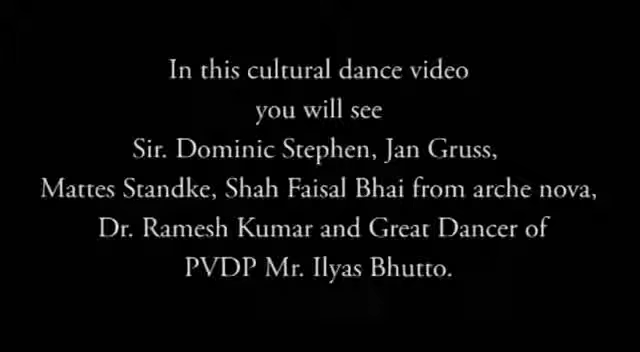 In this cultural dance video
you will see
Sir. Dominic Stephen, Jan Gruss,
Mattes Standke, Shah Faisal Bhai from arche nova,
Dr. Ramesh Kumar and Great Dancer of
PVDP Mr. Ilyas Bhutto.